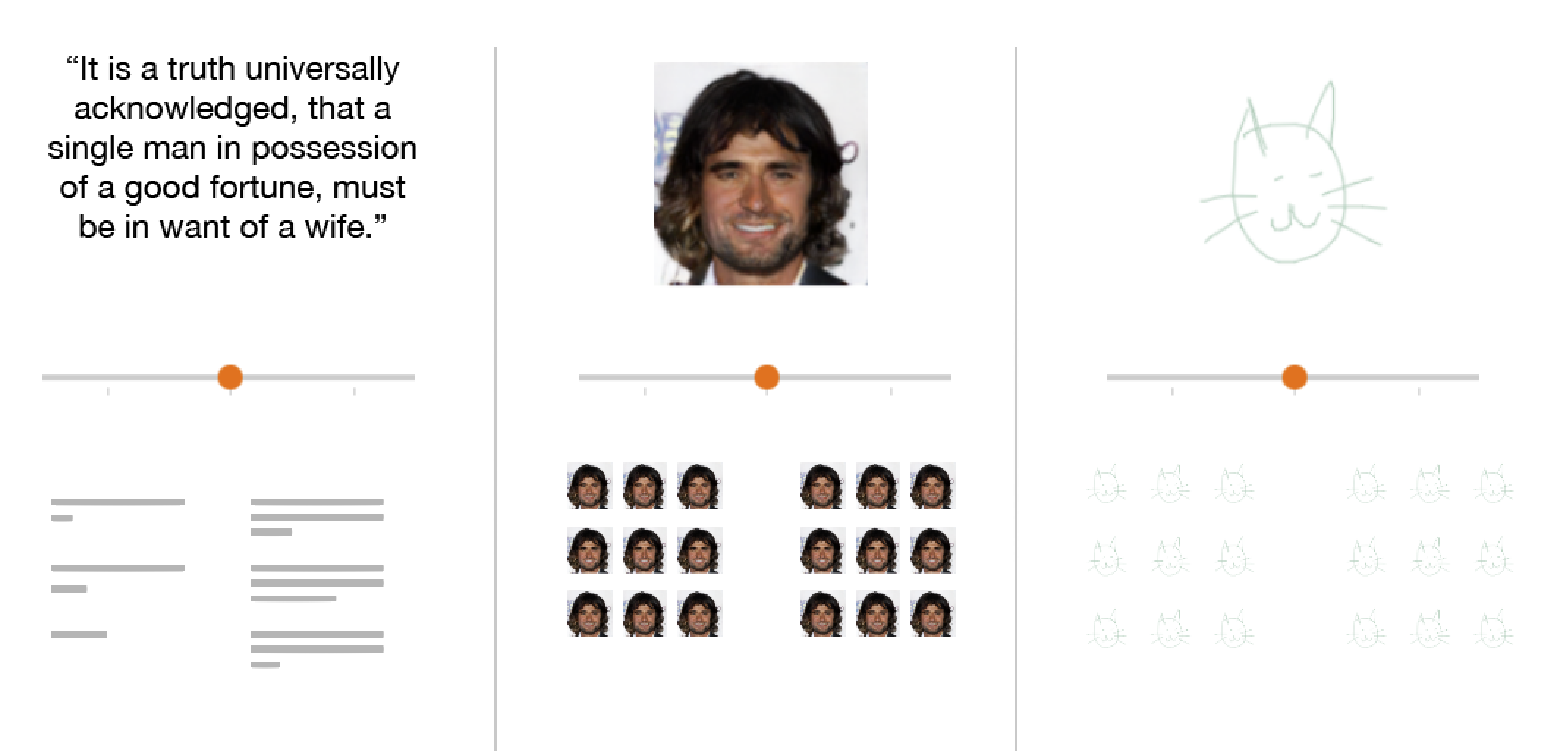 “It is a truth universally
acknowledged, that a
single man in possession
of a good fortune, must
be in want of a wife.”